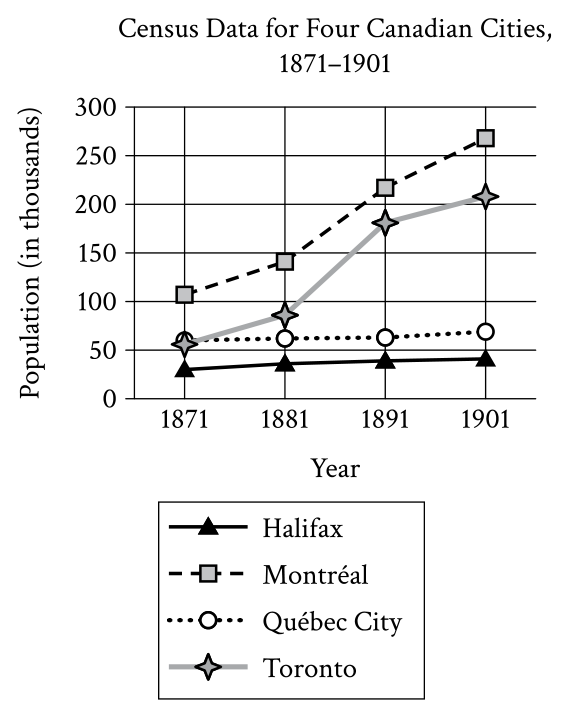 Census Data for Four Canadian Cities,
1871–1901
Population (in thousands)
300
250
200
150
100
50
0
1871 1881 1891 1901
Year
Halifax
Montréal
Québec City
Toronto